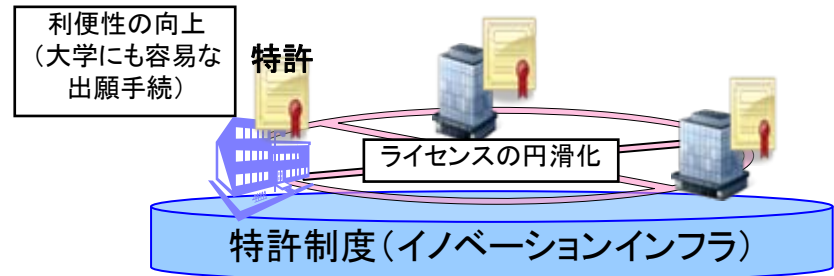 利便性の向上
（大学にも容易な
出願手続）
特許
ライセンスの円滑化
特許制度（イノベーションインフラ）